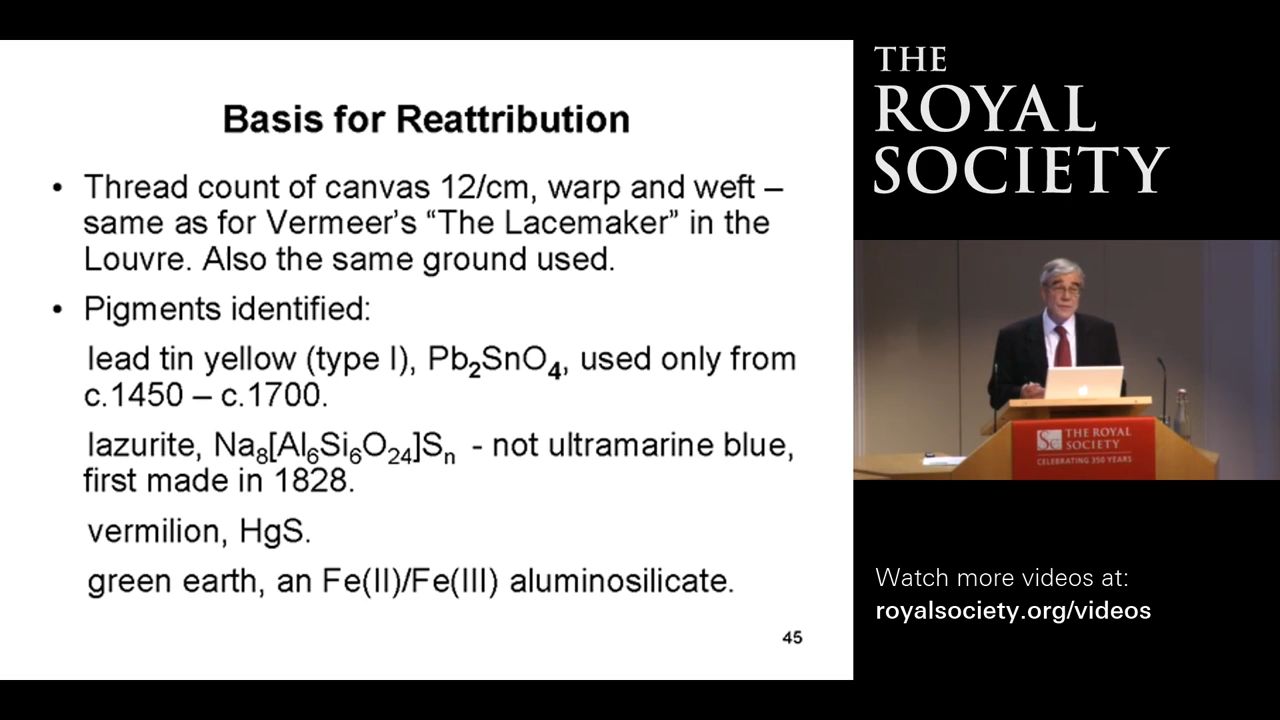 Basis for Reattribution
• Thread count of canvas 12/cm, warp and weft –
same as for Vermeer's “The Lacemaker” in the
Louvre. Also the same ground used.
• Pigments identified:
lead tin yellow (type I), Pb₂SnO₄, used only from
c.1450 – c.1700.
lazurite, Na₈[Al₆Si₆O₂₄]Sₙ - not ultramarine blue,
first made in 1828.
vermilion, HgS.
green earth, an Fe(II)/Fe(III) aluminosilicate.
45
THE
ROYAL
SOCIETY
THE ROYAL
SOCIETY
CELEBRATING 350 YEARS
Watch more videos at:
royalsociety.org/videos